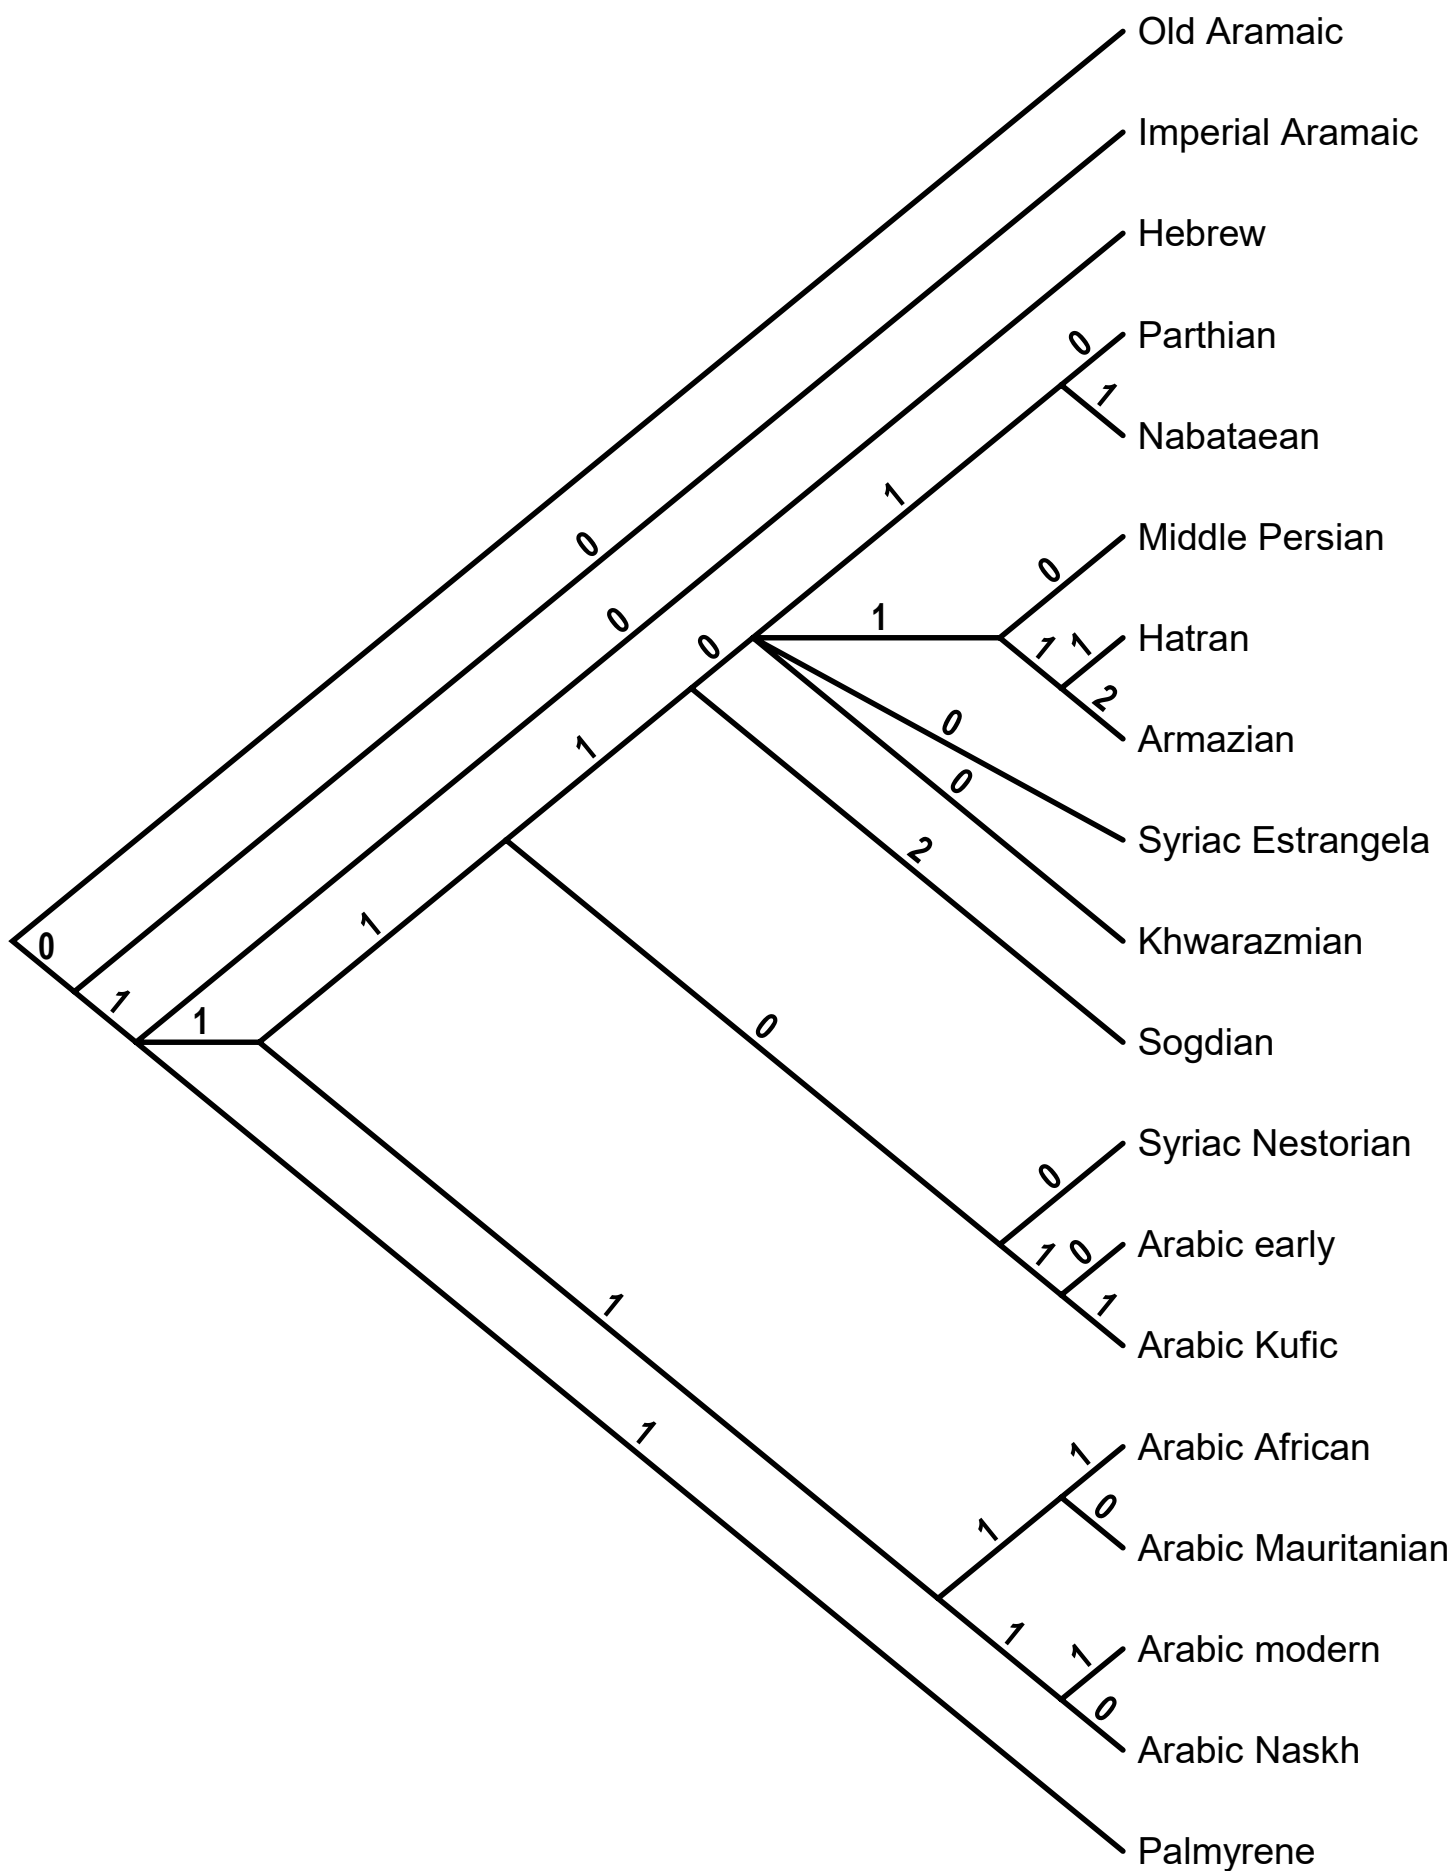 Old Aramaic
Imperial Aramaic
Hebrew
0 Parthian
1
Nabataean
1
0 Middle Persian
0
1
0
0
1 1 Hatran
2
Armazian
0
1
0
2
Syriac Estrangela
1
0
Khwarazmian
1
1
0
Sogdian
0 Syriac Nestorian
1 0 Arabic early
1
1
Arabic Kufic
1
1 Arabic African
0
1
Arabic Mauritanian
1
1 Arabic modern
0
Arabic Naskh
Palmyrene